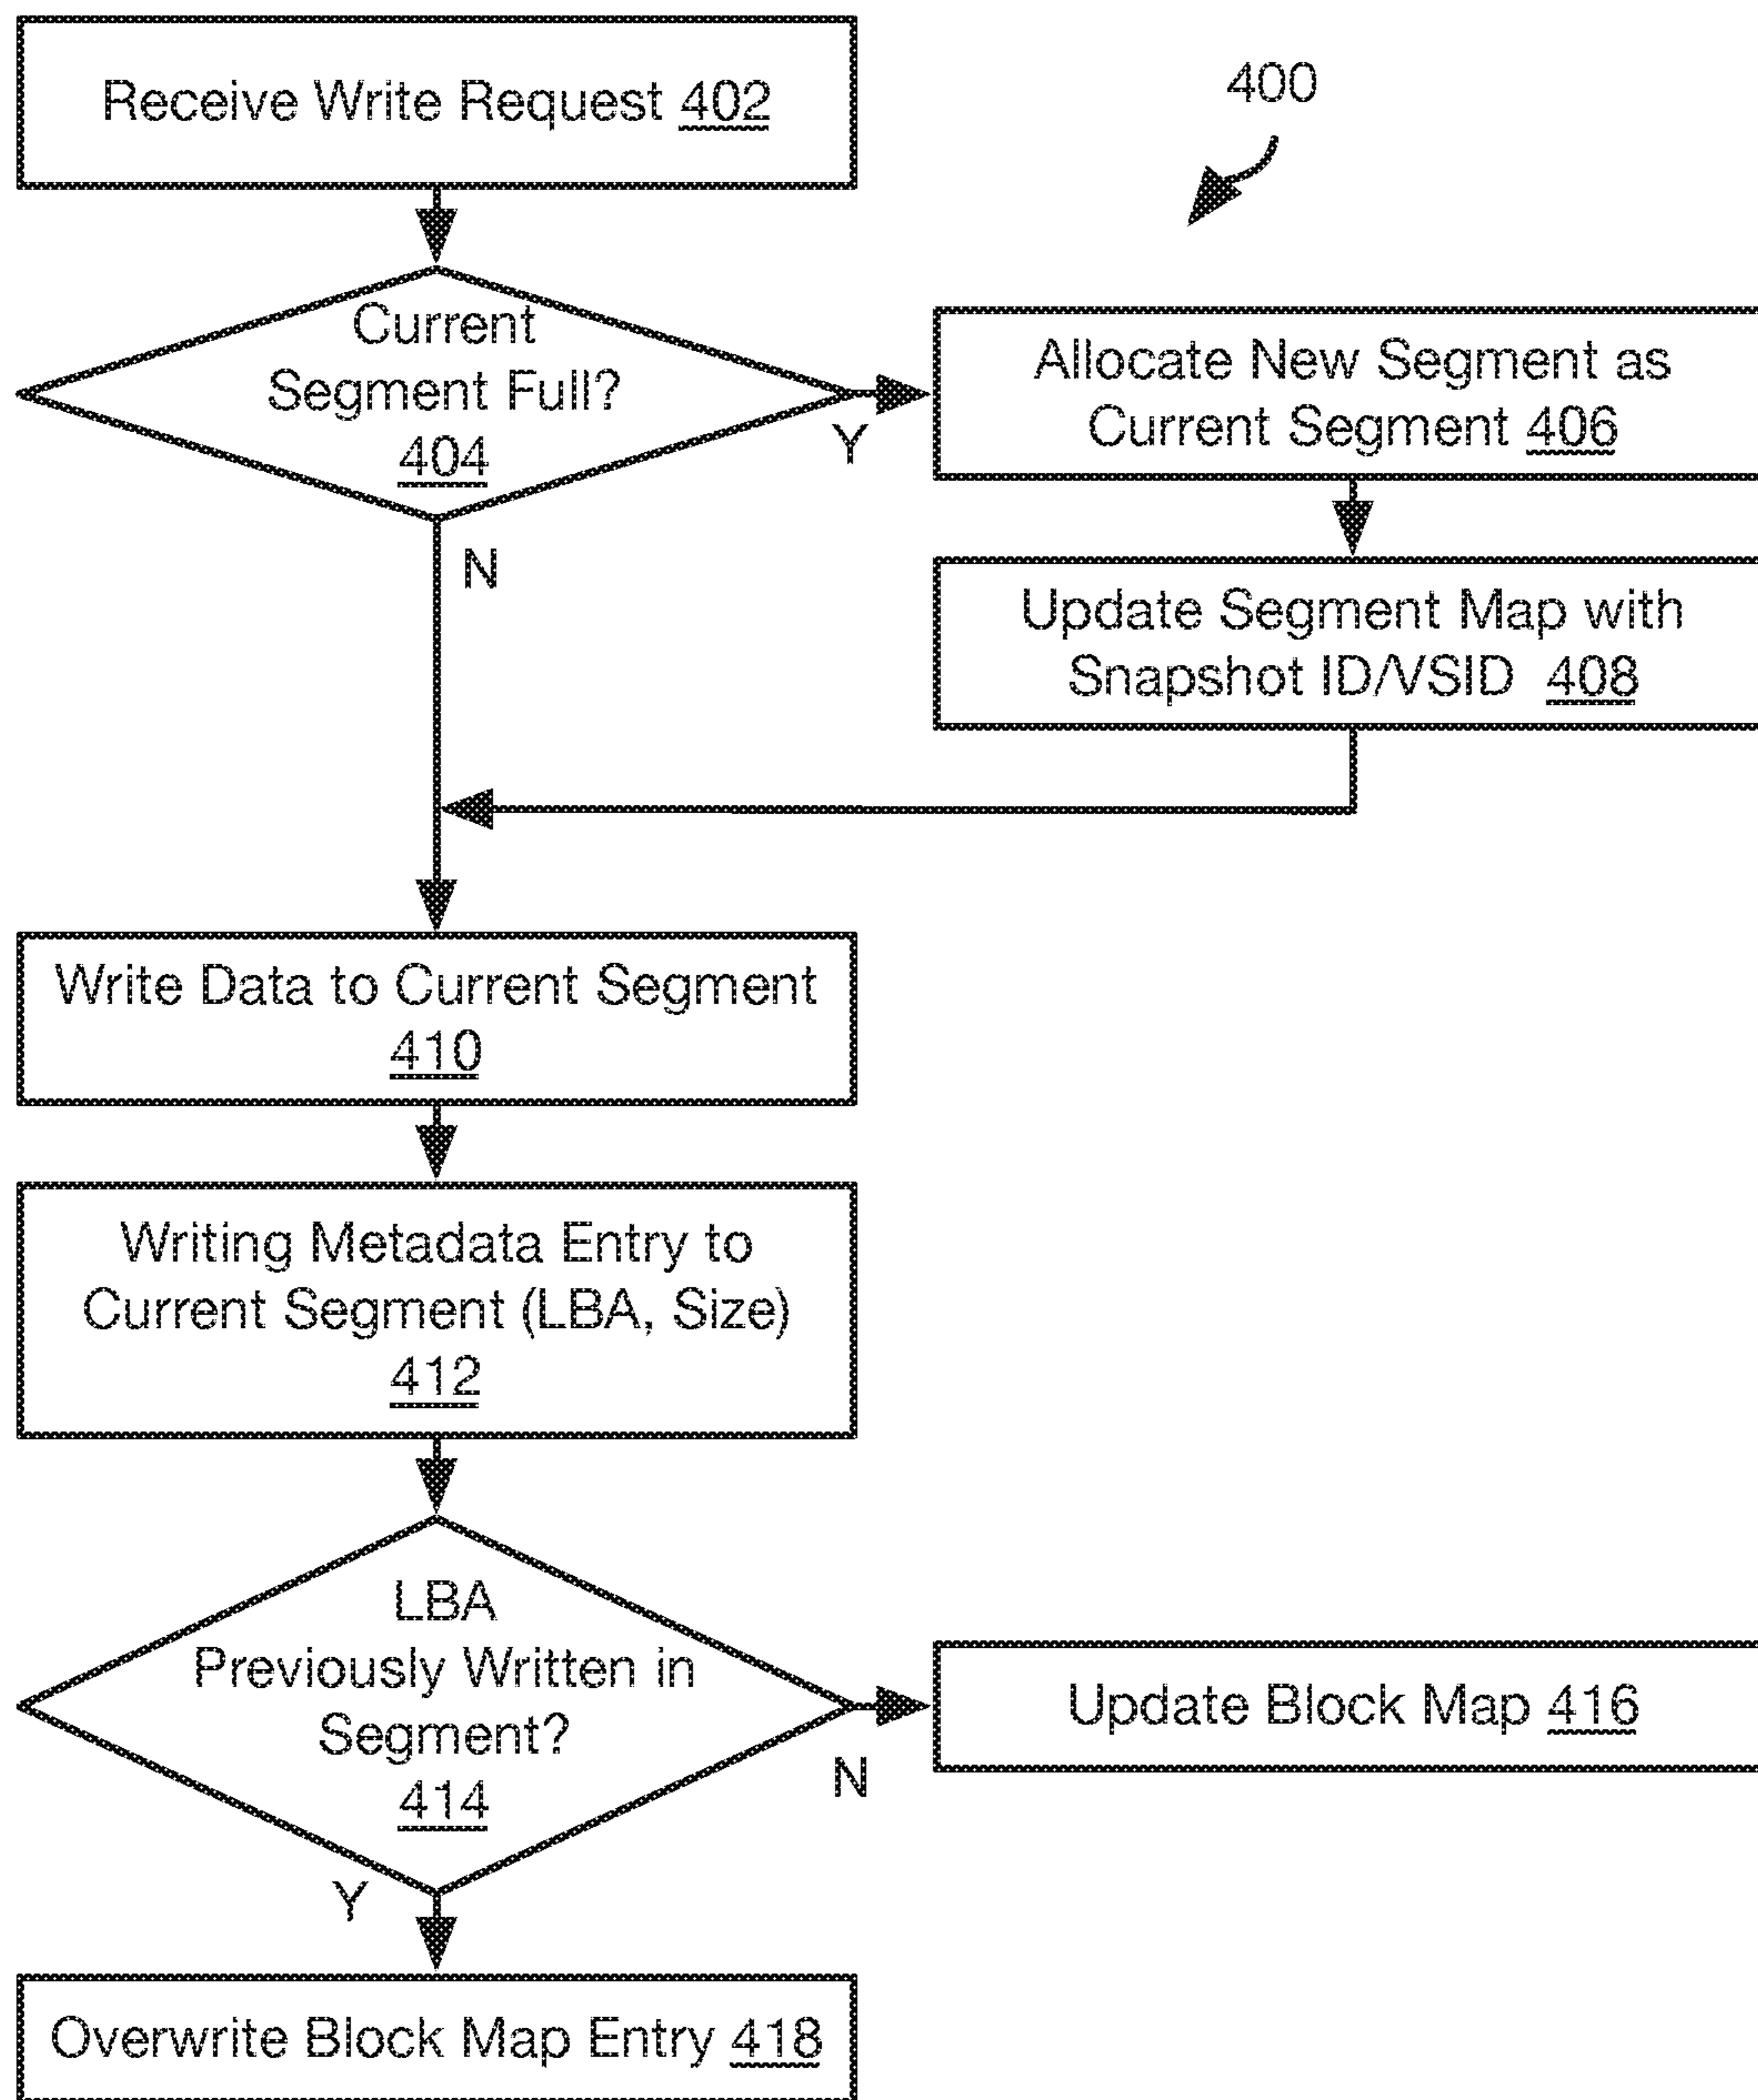 Receive Write Request 402
400
Current
Segment Full?
404
Y
N
Allocate New Segment as
Current Segment 406
Update Segment Map with
Snapshot ID/VSID 408
Write Data to Current Segment
410
Writing Metadata Entry to
Current Segment (LBA, Size)
412
LBA
Previously Written in
Segment?
414
N
Y
Update Block Map 416
Overwrite Block Map Entry 418